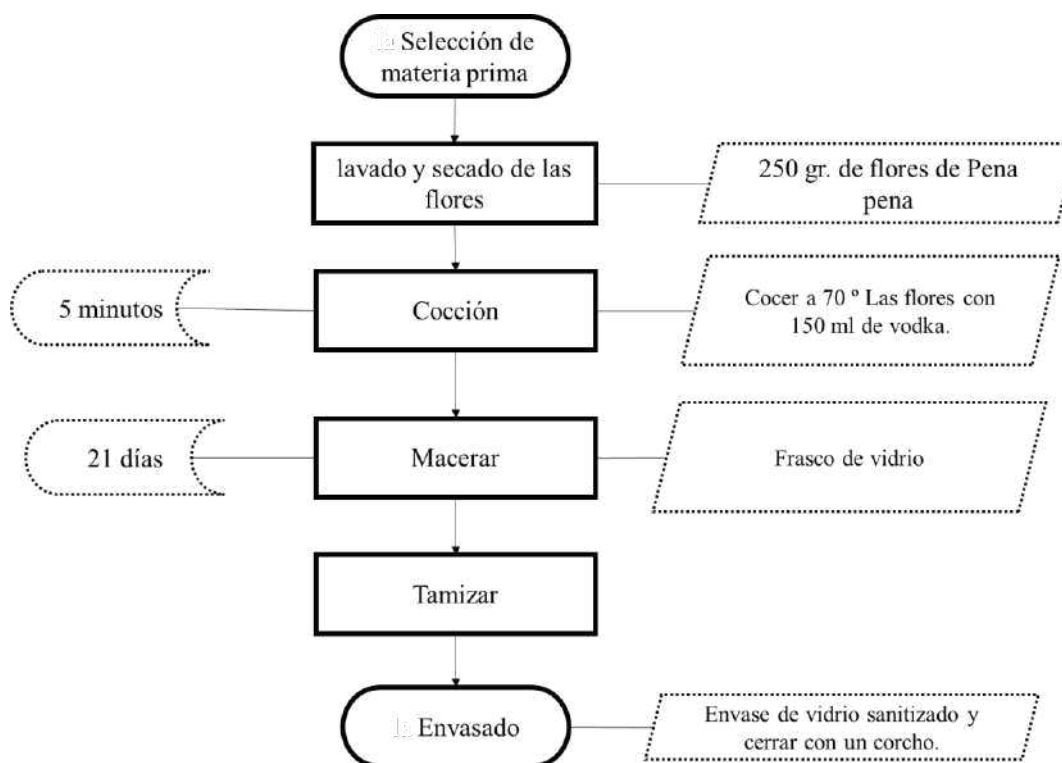 Selección de
materia prima
lavado y secado de las
flores
250 gr. de flores de Pena
pena
5 minutos
Cocción
Cocer a 70 º Las flores con
150 ml de vodka.
21 días
Macerar
Frasco de vidrio
Tamizar
Envasado
Envase de vidrio sanitizado y
cerrar con un corcho.